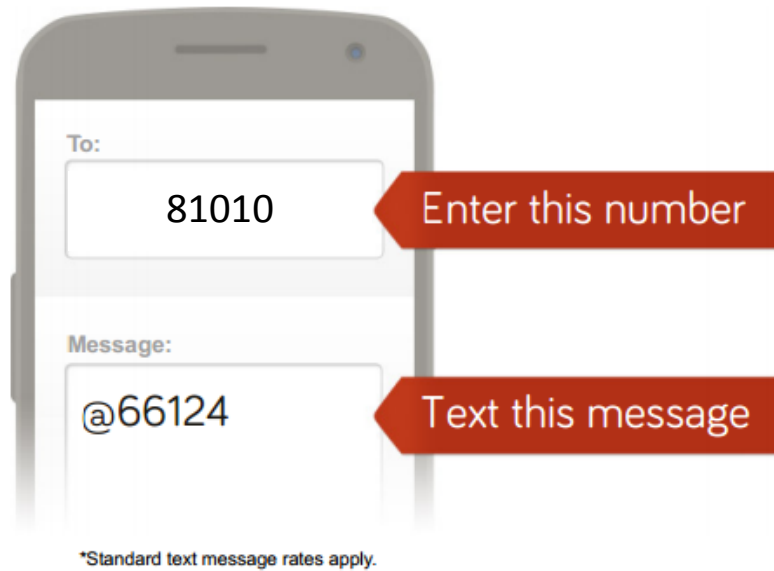 To:
81010
Enter this number
Message:
@66124
Text this message
*Standard text message rates apply.